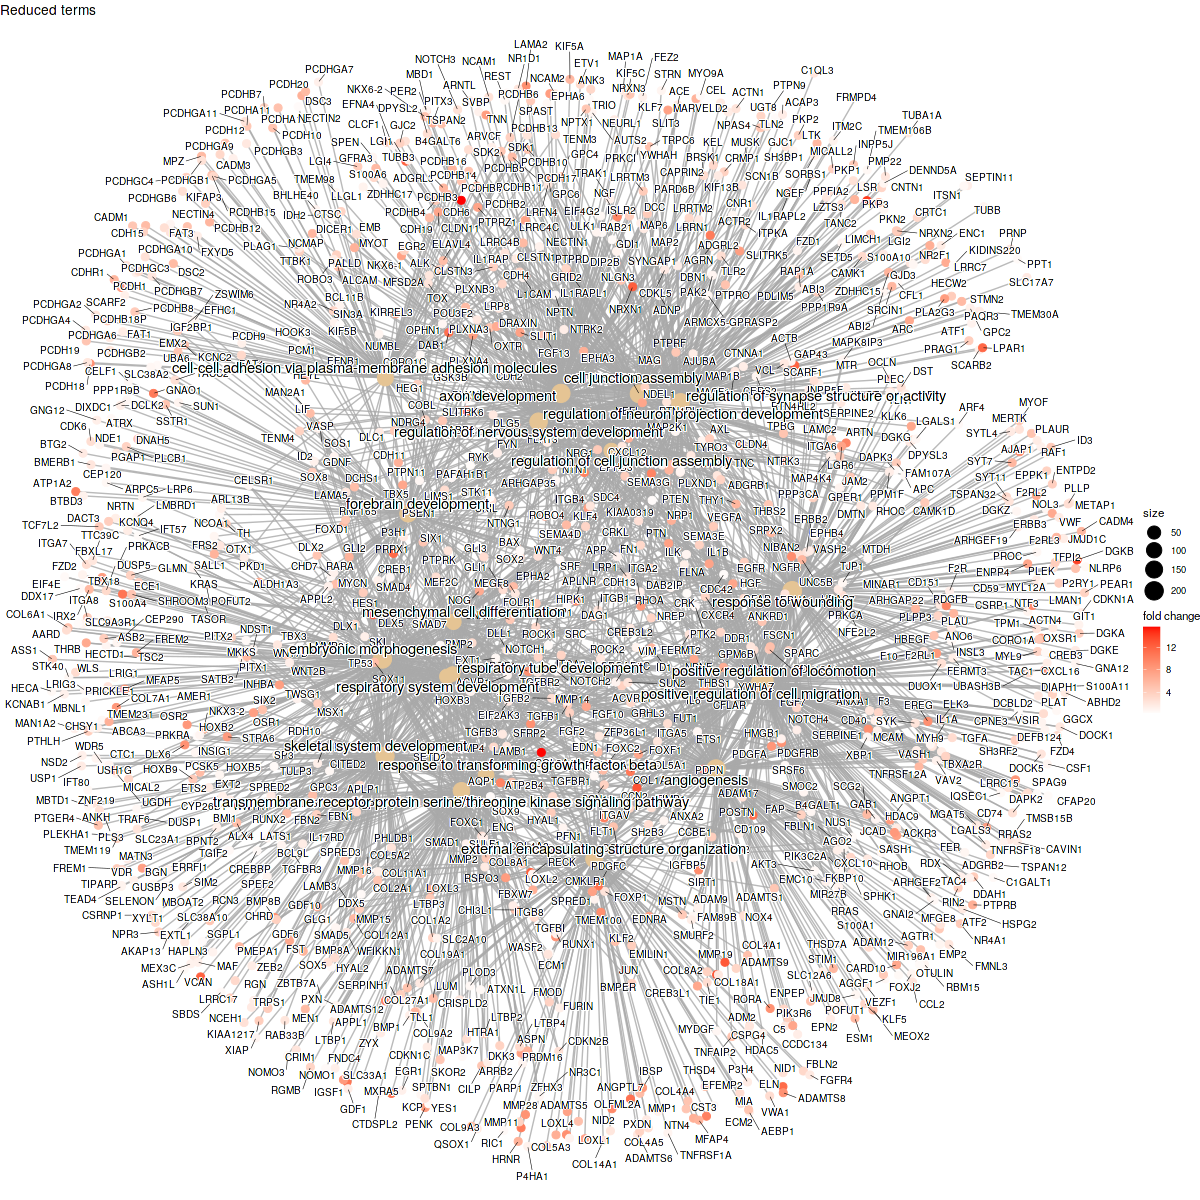 Reduced terms
LAMA2 KIF5A
NOTCH3 NCAM1 NR1D1 MAP1A FEZ2
PCDHGA7 MBD1 ARNTL REST ETV1 KIF5C STRN MYO9A C1QL3
PCDH20 NKX6-2 PER2 NCAM2 ANK3 NRXN3 ACE CEL ACTN1 PTPN9
PCDHB7 DSC3 EFNA4 DPYSL2 PITX3 SVBP PCDHB6 EPHA6 TRIO KLF7 MARVELD2 UGT8 ACAP3 FRMPD4
PCDHGA11 PCDHA11 NECTIN2 CLCF1 GJC2 TSPAN2 TNN SPAST NPTX1 NEURL1 SLIT3 NPAS4 TLN2 PKP2 ITM2C TUBA1A
PCDH12 PCDH10 SPEN LGI1 B4GALT6 ARVCF PCDHB13 TENM3 AUTS2 TRPC6 KEL MUSK GJC1 LTK INPP5J TMEM106B
PCDHGA9 PCDHGB3 LGI4 GFRA3 TUBB3 PCDHB16 SDK2 SDK1 GPC4 PRKCI YWHAH BRSK1 CRMP1 SH3BP1 MICALL2 PMP22
MPZ CADM3 S100A6 PCDHB14 PCDHB10 TRAK1 LRRTM3 CAPRIN2 SCN1B SORBS1 PKP1 DENND5A
PCDHGC4 PCDHGB1 PCDHGA5 TMEM98 ZDHHC17 PCDHB11 PCDH17 NGF PARD6B KIF13B NGEF PPFIA2 LSR CNTN1 SEPTIN11
PCDHGB6 KIFAP3 BHLHE40 LLGL1 PCDHB3 PCDHB2 GPC6 CNR1 LZTS3 PKP3 ITSN1
CADM1 NECTIN4 PCDHB15 IDH2 CTSC PCDHB4 CDH6 LRFN4 EIF4G2 ISLR2 DCC LRRTM2 ACTR2 IL1RAPL2 TANC2 PKN2 CRTC1 TUBB
CDH15 FAT3 PCDHB12 DICER1 EMB CDH19 CLDN11 PTPRZ1 LRRC4C ULK1 RAB21 MAP6 LRRN1 ITPKA NRXN2 ENC1 PRNP
PCDHGA1 PCDHGA10 FXYD5 PLAG1 NCMAP MYOT EGR2 ELAVL4 LRRC4B NECTIN1 GDI1 MAP2 ADGRL2 FZD1 LIMCH1 LGI2 NR2F1 KIDINS220
CDHR1 PCDHGC3 DSC2 TTBK1 PALLD NKX6-1 ALK IL1RAP CLSTN1 PTPRD DIP2B SYNGAP1 AGRN SLITRK5 SETD5 S100A10 LRRC7 PPT1
PCDH1 PCDHGB7 ZSWIM6 ROBO3 ALCAM MFSD2A CLSTN3 CDH4 GRID2 NLGN3 DBN1 TLR2 RAP1A CAMK1 GJD3 HECW2 SLC17A7
PCDHGA2 SCARF2 PCDHB8 EFHC1 NR4A2 BCL11B TOX PLXNB3 L1CAM IL1RAPL1 CDKL5 PAK2 PTPRO PDLIM5 ABI3 ZDHHC15 CFL1 STMN2
PCDHGA4 PCDHB18P IGF2BP1 SIN3A KIRREL3 POU3F2 LRP8 NPTN NRXN1 ADNP PPP1R9A SRCIN1 PLA2G3 PAQR3 TMEM30A
PCDHGA6 FAT1 EMX2 PCDH9 HOOK3 KIF5B OPHN1 PLXNA3 DRAXIN NTRK2 ARMCX5-GPRASP2 ABI2 ARC ATF1 GPC2
PCDH19 PCDHGB2 UBA6 KCNC2 PCM1 NUMBL DAB1 SLIT1 OXTR FGF13 EPHA3 MAG PTPRF AJUBA CTNNA1 ACTB GAP43 MAPK8IP3 MTR OCLN PRAG1 LPAR1
PCDHGA8 CELF1 SLC38A2 cell-cell adhesion via plasma-membrane adhesion molecules VCL SCARF1 PLEC DST SCARB2
PCDH18 PPP1R9B GNAO1 MAN2A1 HEG1 GSK3B cell junction assembly MAP1B
GNG12 DIXDC1 DCLK2 SUN1 LIF COBL axon development NDEL1 regulation of synapse structure or activity
CDK6 ATRX SSTR1 VASP NDRG4 SLITRK6 regulation of neuron projection development SERPINE2 KLK6 LGALS1 ARF4 MYOF
BTG2 NDE1 DNAH5 TENM4 SOS1 DLC1 regulation of nervous system development MAP2K1 AXL TPBG LAMC2 ARTN DGKG SYTL4 MERTK PLAUR ID3
BMERB1 PGAP1 PLCB1 ID2 GDNF CDH11 RYK FYN NRG1 CXCL12 TYRO3 CLDN4 ITGA6 DAPK3 DPYSL3 AJAP1 RAF1
CEP120 CELSR1 SOX8 DCHS1 PTPN11 PAFAH1B1 NTN1 regulation of cell junction assembly TNC NTRK3 LGR6 FAM107A SYT7 EPPK1 ENTPD2
ATP1A2 ARPC5 LRP6 LAMA5 TBX5 LIMS1 STK11 ARHGAP35 SEMA3G PLXND1 ADGRB1 MAP4K4 JAM2 APC SYT11 F2RL2 PLLP
BTBD3 NRTN LMBRD1 ARL13B forebrain development PSEN1 ITGB4 SDC4 PTEN THY1 PPP3CA GPER1 PPM1F TSPAN32 NOL3 METAP1
DACT3 KCNQ4 NCOA1 FOXD1 P3H1 SIX1 NTNG1 ROBO4 KLF4 KIAA0319 NRP1 VEGFA THBS2 ERBB2 DMTN RHOC CAMK1D DGKZ ERBB3 VWF CADM4
TCF7L2 TTC39C IFT57 FRS2 OTX1 DLX2 GLI2 PRRX1 GLI3 BAX SEMA4D CRKL PTN SEMA3E SRPX2 EPHB4 ARHGEF19 F2RL3 JMJD1C
ITGA7 FBXL17 PRKACB CHD7 RARA CREB1 PTPRK SOX2 WNT4 APP FN1 ILK IL1B NIBAN2 VASH2 MTDH PROC TFPI2 DGKB
FZD2 DUSP5 GLMN SALL1 PKD1 MYCN MEF2C GLI1 SRF LRP1 ITGA2 FLNA EGFR NGFR TJP1 F2R ENPP4 PLEK NLRP6
EIF4E TBX18 ECE1 KRAS ALDH1A3 SMAD4 MEGF8 EPHA2 APLNR CDH13 DAB2IP HGF UNC5B MINAR1 CD151 CD59 MYL12A P2RY1 PEAR1
DDX17 ITGA8 S100A4 SHROOM3 POFUT2 APPL2 HES1 NOG FOLR1 HIPK1 ITGB1 RHOA CDC42 response to wounding ARHGAP22 RDGFB CSRP1 NTF3 LMAN1 CDKN1A
COL6A1 IRX2 SLC9A3R1 CEP290 TASOR mesenchymal cell differentiation DAG1 NREP CRK CXCR4 ANKRD1 PRKCA PLPP3 PLAU TPM1 ACTN4 GIT1
AARD ASB2 FREM2 PITX2 NDST1 DLX1 DLX5 SMAD7 DLL1 ROCK1 SRC CREB3L2 PTK2 DDR1 FSCN1 NFE2L2 HBEGF ANO6 CORO1A OXSR1 DGKA
ASS1 THRB HECTD1 TSC2 MKKS TBX3 embryonic morphogenesis BMP2 NOTCH1 ROCK2 VIM FERMT2 GPM6B SPARC E10 F2RL1 INSL3 MYL9 CREB3 DGKE
STK40 WLS LRIG1 MFAP5 PITX1 WNT2B TP53 EXT1 respiratory tube development ID1 positive regulation of locomotion FERMT3 TAC1 CXCL16 GNA12
HECA LRIG3 PRICKLE1 SATB2 INHBA SOX11 respiratory system development NOTCH2 SUN2 YWHAZ DUOX1 UBASH3B DIAPH1 S100A11
KCNAB1 MBNL1 COL7A1 AMER1 SIX2 TWSG1 HOXB3 TGFB2 MMP14 ACVR1 positive regulation of cell migration ANXA1 F3 EREG ELK3 DCBLD2 PLAT ABHD2
MAN1A2 CHSY1 TMEM231 OSR2 NKX3-2 MSX1 EIF2AK3 TGFB1 FGF10 GRHL3 FUT1 CFLAR FGF7 NOTCH4 CD40 SYK IL1A CPNE3 VSIR GGCX
PTHLH ABCA3 PRKRA HOXB2 OSR1 TGFB3 SFRP2 FGF2 ZFP36L1 ITGA5 ETS1 HMGB1 SERPINE1 MCAM MYH9 TGFA DEFB124 DOCK1
WDR5 CTC1 DLX6 INSIG1 STRA6 skeletal system development LAMB1 EDN1 FOXC2 FOXF1 PDGFA PDGFRB XBP1 VASH1 TBXA2R SH3RF2 FZD4
NSD2 USP1 USH1G HOXB9 PCSK5 HOXB5 TULP3 CITED2 response to transforming growth factor beta PDPN SRSF6 TNFRSF12A VAV2 DOCK5 CSF1
IFT80 MICAL2 ETS2 EXT2 SPRED2 GPC3 APLP1 AQP1 ATP2B4 TGFBR1 angiogenesis ADAM17 SMOC2 SCG2 LRRC15 SPAG9
MBTD1 ZNF219 UGDH transmembrane receptor protein serine/threonine kinase signaling pathway POSTN FAP B4GALT1 GAB1 ANGPT1 IQSEC1 DAPK2 CFAP20
PTGER4 ANKH TRAF6 DUSP1 BMI1 RUNX2 FBN2 FBN1 FOXC1 SOX9 HYAL1 ITGAV ANXA2 FBLN1 NUS1 JCAD HDAC9 MGAT5 CD74 TMSB15B
PLEKHA1 PLS3 SLC23A1 BPNT2 ALX4 LATS1 IL17RD PHLDB1 SMAD1 ENG PFN1 FLT1 SH2B3 CCBE1 CD109 AGO2 ACKR3 LGALS3 RRAS2
TMEM119 MATN3 TGIF2 BCL9L SPRED3 COL5A2 MMP2 external encapsulating structure organization SASH1 FER TNFRSF18 CAVIN1
FREM1 VDR BGN ERRFI1 CREBBP TGFBR3 MMP16 COL11A1 COL8A1 RECK PDGFC IGFBP5 AKT3 PIK3C2A CXCL10 RHOB RDX ADGRB2 TSPAN12
TIPARP GUSBP3 SIM2 SPEF2 LAMB3 COL2A1 LOXL3 RSPO3 LOXL2 CMKLR1 SIRT1 EMC10 FKBP10 ARHGEF2 TAC4 C1GALT1
TEAD4 SELENON MBOAT2 RCN3 BMP8B GDF10 DDX5 LTBP3 FBXW7 SPRED1 FOXP1 MSTN ADAM9 ADAMTS1 MIR27B SPHK1 DDAH1
CSRNP1 XYLT1 SLC38A10 CHRD GLG1 MMP15 COL1A2 CHI3L1 ITGB8 TMEM100 EDNRA FAM89B NOX4 RRAS GNAI2 RIN2 PTPRB
NPR3 EXTL1 SGPL1 GDF6 SMAD5 COL12A1 SLC2A10 TGFBI KLF2 SMURF2 S100A1 MFGE8 ATF2 HSPG2
AKAP13 HAPLN3 PMEPA1 FST BMP8A WFIKKN1 COL19A1 WASF2 RUNX1 EMILIN1 MMP19 COL4A1 THSD7A ADAM12 AGTR1 NR4A1
MEX3C MAF ZEB2 SOX5 HYAL2 ADAMTS7 ECM1 JUN COL8A2 ADAMTS9 STIM1 MIR196A1 EMP2 FMNL3
ASH1L VCAN RGN ZBTB7A SERPINH1 LUM PLOD3 ATXN1L FMOD BMPER CREB3L1 COL18A1 SLC12A6 CARD10 OTULIN
LRRC17 TRPS1 PXN ADAMTS12 COL27A1 CRISPLD2 FURIN TIE1 RORA ENPEP AGGF1 FOXJ2 RBM15
SBDS NCEH1 MEN1 APPL1 TLL1 LTBP2 LTBP4 ADM2 PIK3R6 JMJD8 VEZF1 CCL2
KIAA1217 RAB33B LTBP1 BMP1 COL9A2 HTRA1 ASPN CDKN2B MYDGF CSPG4 C5 POFUT1 KLF5
XIAP ZYX MAP3K7 DKK3 PRDM16 TNFAIP2 HDAC5 EPN2 ESM1 MEOX2
CRIM1 FNDC4 CDKN1C ARRB2 NR3C1 IBSP THSD4 P3H4 CCDC134
NOMO3 NOMO1 SLC33A1 EGR1 SKOR2 ANGPTL7 COL4A4 EFEMP2 NID1 FBLN2
RGMB IGSF1 MXRA5 SPTBN1 CILP PARP1 ZFHX3 OLFML2A MMP1 CST3 MIA ELN FGFR4
GDF1 KCP YES1 MMP28 ADAMTS5 NID2 PXDN NTN4 ECM2 VWA1 ADAMTS8
CTDSPL2 PENK COL9A3 MMP11 LOXL4 MFAP4 AEBP1
QSOX1 RIC1 COL5A3 LOXL1 COL4A5 TNFRSF1A
HRNR COL14A1 ADAMTS6
P4HA1
size
50
100
150
200
fold change
12
8
4